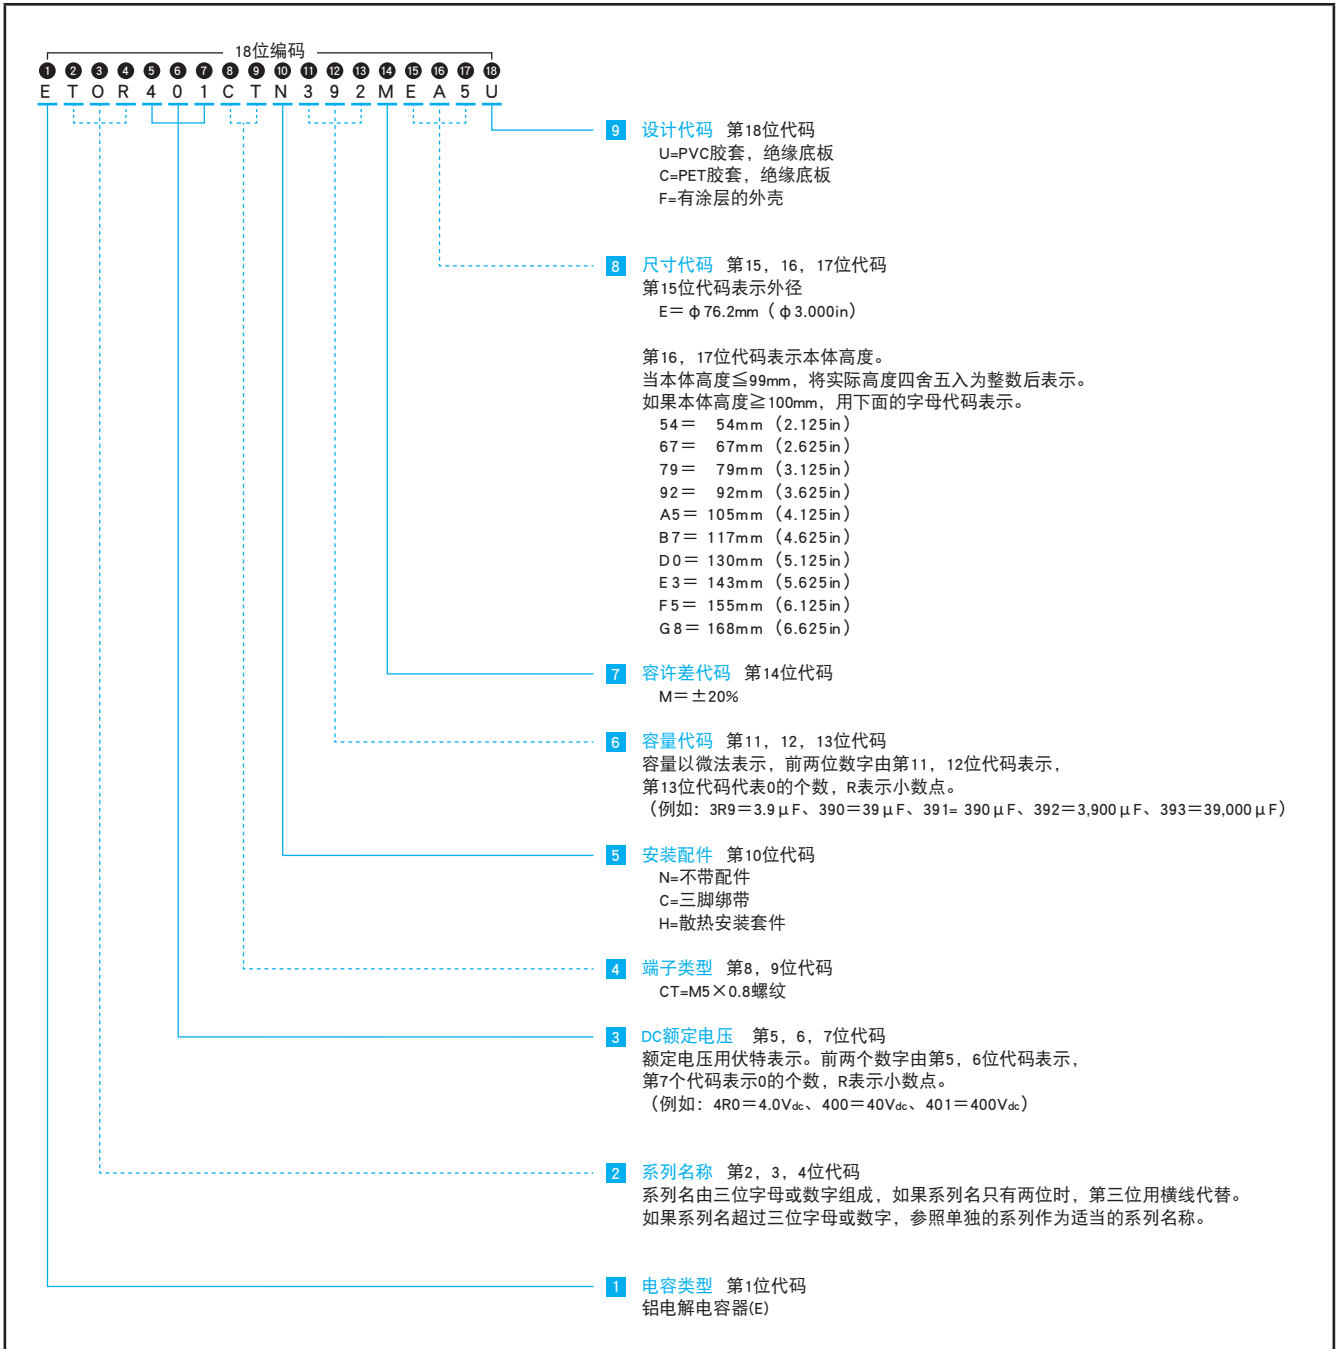 18位编码
1 2 3 4 5 6 7 8 9 10 11 12 13 14 15 16 17 18
E T O R 4 0 1 C T N 3 9 2 M E A 5 U
9 设计代码 第18位代码
U=PVC胶套，绝缘底板
C=PET胶套，绝缘底板
F=有涂层的外壳
8 尺寸代码 第15，16，17位代码
第15位代码表示外径
E＝φ76.2mm（φ3.000in）
第16，17位代码表示本体高度。
当本体高度≦99mm，将实际高度四舍五入为整数后表示。
如果本体高度≧100mm，用下面的字母代码表示。
54＝ 54mm（2.125in）
67＝ 67mm（2.625in）
79＝ 79mm（3.125in）
92＝ 92mm（3.625in）
A5＝ 105mm（4.125in）
B7＝ 117mm（4.625in）
D0＝ 130mm（5.125in）
E3＝ 143mm（5.625in）
F5＝ 155mm（6.125in）
G8＝ 168mm（6.625in）
7 容许差代码 第14位代码
M＝±20%
6 容量代码 第11，12，13位代码
容量以微法表示，前两位数字由第11，12位代码表示，
第13位代码代表0的个数，R表示小数点。
（例如：3R9＝3.9μF、390＝39μF、391= 390μF、392＝3,900μF、393＝39,000μF）
5 安装配件 第10位代码
N=不带配件
C=三脚绑带
H=散热安装套件
4 端子类型 第8，9位代码
CT=M5×0.8螺纹
3 DC额定电压 第5，6，7位代码
额定电压用伏特表示。前两个数字由第5，6位代码表示，
第7个代码表示0的个数，R表示小数点。
（例如：4R0＝4.0Vdc、400＝40Vdc、401＝400Vdc）
2 系列名称 第2，3，4位代码
系列名由三位字母或数字组成，如果系列名只有两位时，第三位用横线代替。
如果系列名超过三位字母或数字，参照单独的系列作为适当的系列名称。
1 电容类型 第1位代码
铝电解电容器(E)